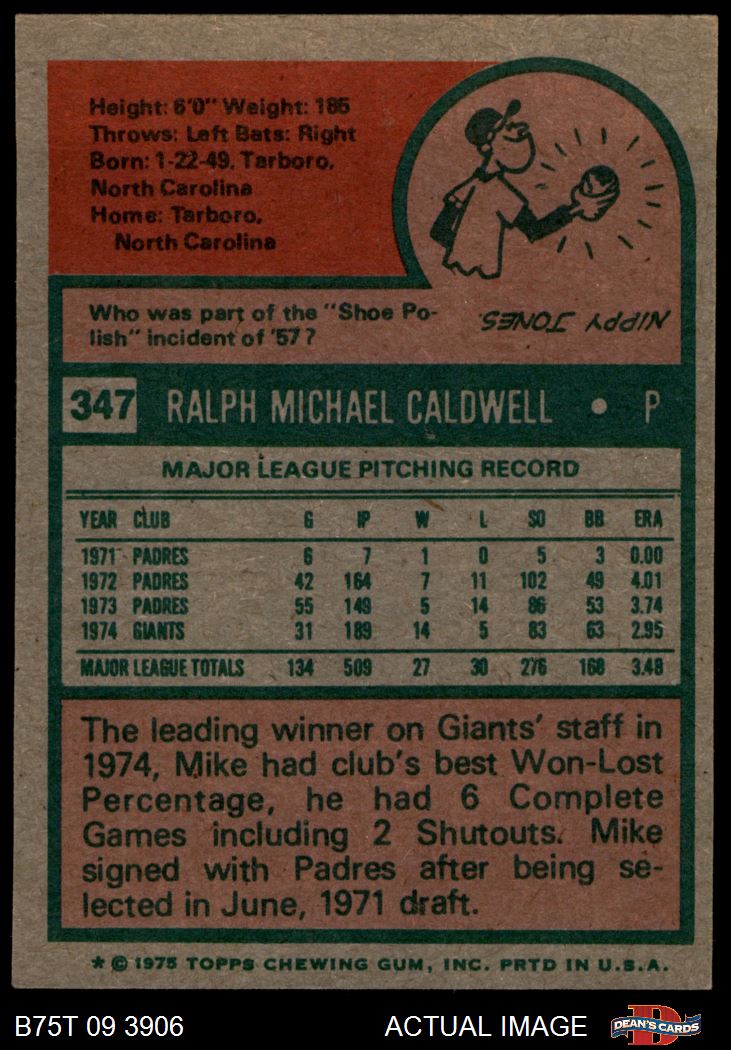 Height: 6'0" Weight: 185
Throws: Left Bats: Right
Born: 1-22-49, Tarboro,
North Carolina
Home: Tarboro,
North Carolina
Who was part of the "Shoe Po-
lish" incident of '57?
NIPPY JONES.
347 RALPH MICHAEL CALDWELL • P
MAJOR LEAGUE PITCHING RECORD
YEAR CLUB G IP W L SO BB ERA
1971 PADRES 6 7 1 0 5 3 0.00
1972 PADRES 42 164 7 11 102 49 4.01
1973 PADRES 55 149 5 14 86 53 3.74
1974 GIANTS 31 189 14 5 83 63 2.95
MAJOR LEAGUE TOTALS 134 509 27 30 276 168 3.48
The leading winner on Giants' staff in
1974, Mike had club's best Won-Lost
Percentage, he had 6 Complete
Games including 2 Shutouts. Mike
signed with Padres after being se-
lected in June, 1971 draft.
* © 1975 TOPPS CHEWING GUM, INC. PRTD IN U.S.A.
B75T 09 3906 ACTUAL IMAGE
D
DEAN'S CARDS